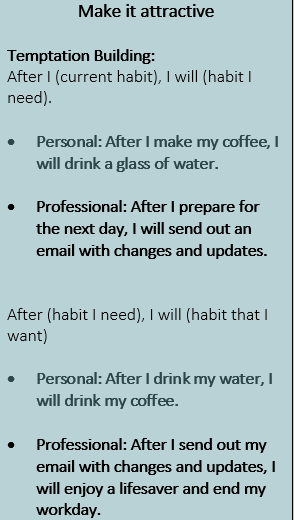 Make it attractive
Temptation Building:
After I (current habit), I will (habit I
need).
• Personal: After I make my coffee, I
will drink a glass of water.
• Professional: After I prepare for
the next day, I will send out an
email with changes and updates.
After (habit I need), I will (habit that I
want)
• Personal: After I drink my water, I
will drink my coffee.
• Professional: After I send out my
email with changes and updates, I
will enjoy a lifesaver and end my
workday.